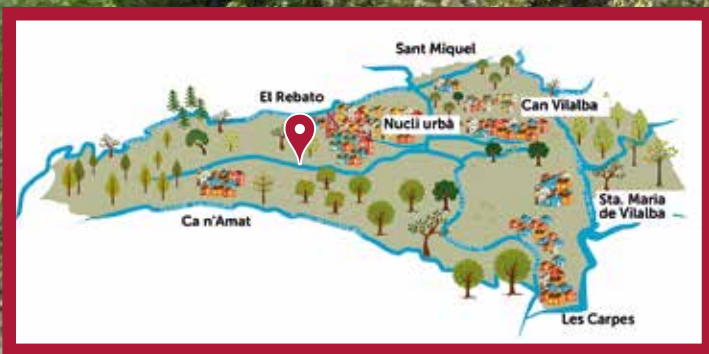 Sant Miquel
El Rebato
Can Vilalba
Nucli urbà
Sta. Maria
de Vilalba
Ca n'Amat
Les Carpes